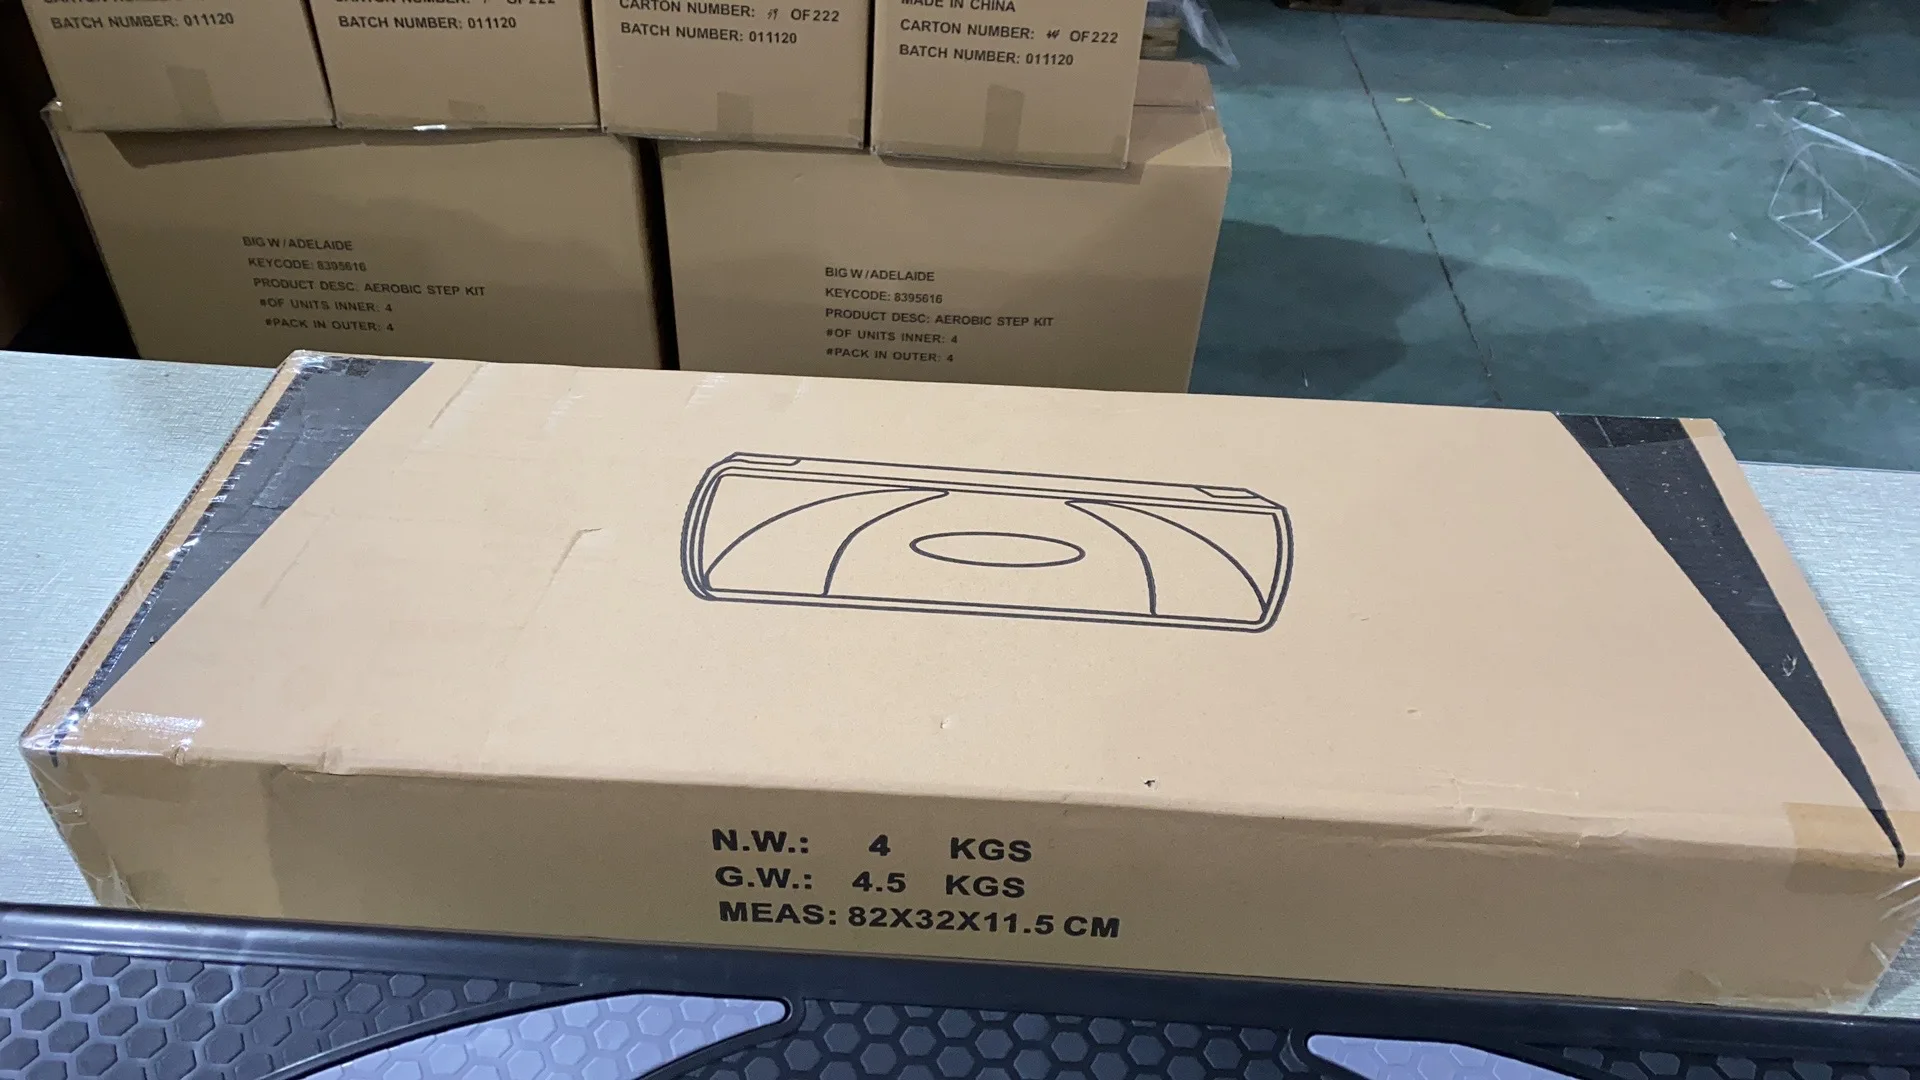 BATCH NUMBER: 011120
BATCH NUMBER: 011120
CARTON NUMBER: OF 222
BATCH NUMBER: 011120
MADE IN CHINA
CARTON NUMBER: OF 222
BATCH NUMBER: 011120
BIG W / ADELAIDE
KEYCODE: 8395616
PRODUCT DESC: AEROBIC STEP KIT
#OF UNITS INNER: 4
#PACK IN OUTER: 4
BIG W / ADELAIDE
KEYCODE: 8395616
PRODUCT DESC: AEROBIC STEP KIT
#OF UNITS INNER: 4
#PACK IN OUTER: 4
N.W.: 4 KGS
G.W.: 4.5 KGS
MEAS: 82X32X11.5 CM